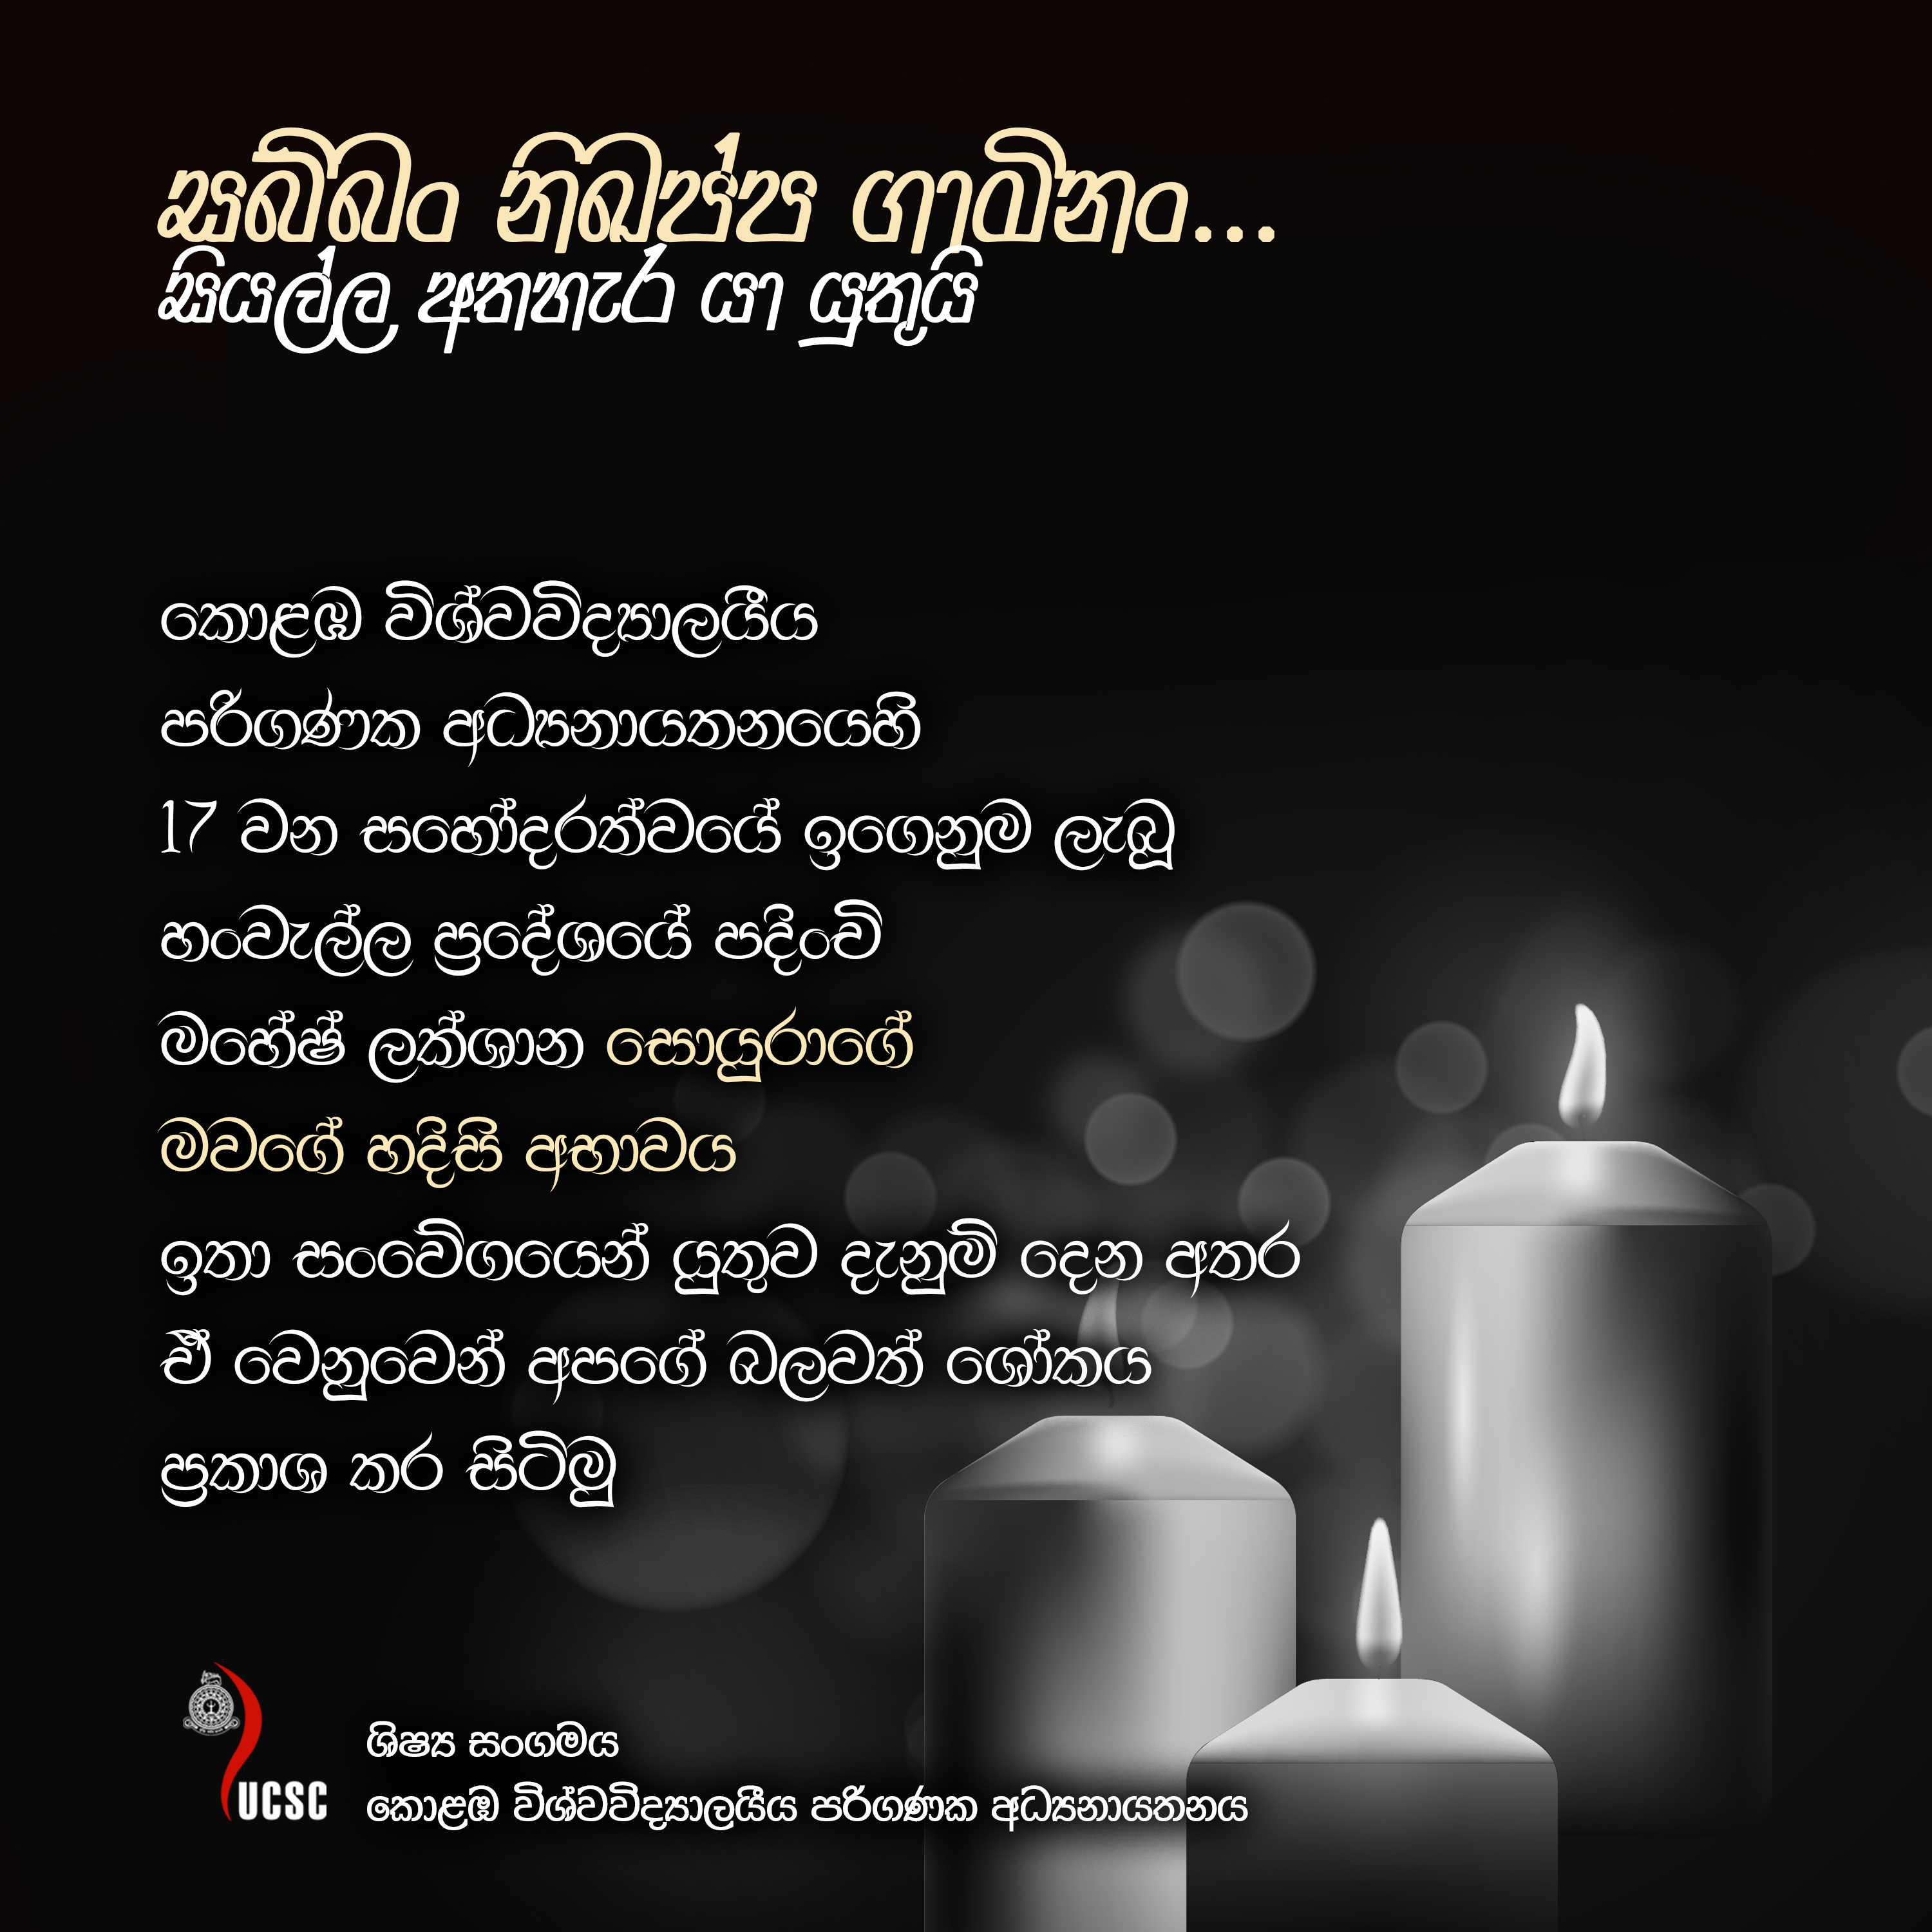 සබ්බං නිඛප්ප ගාමිනං...
සියල්ල අතහැර යා යුතුයි
කොළඹ විශ්වවිද්‍යාලයීය
පරිගණක අධ්‍යනායතනයෙහි
17 වන සහෝදරත්වයේ ඉගෙනුම ලැබූ
හංවැල්ල ප්‍රදේශයේ පදිංචි
මහේෂ් ලක්ශාන සොයුරාගේ
මවගේ හදිසි අභාවය
ඉතා සංවේගයෙන් යුතුව දැනුම් දෙන අතර
ඒ වෙනුවෙන් අපගේ බලවත් ශෝකය
ප්‍රකාශ කර සිටිමු
UCSC
ශිෂ්‍ය සංගමය
කොළඹ විශ්වවිද්‍යාලයීය පරිගණක අධ්‍යනායතනය